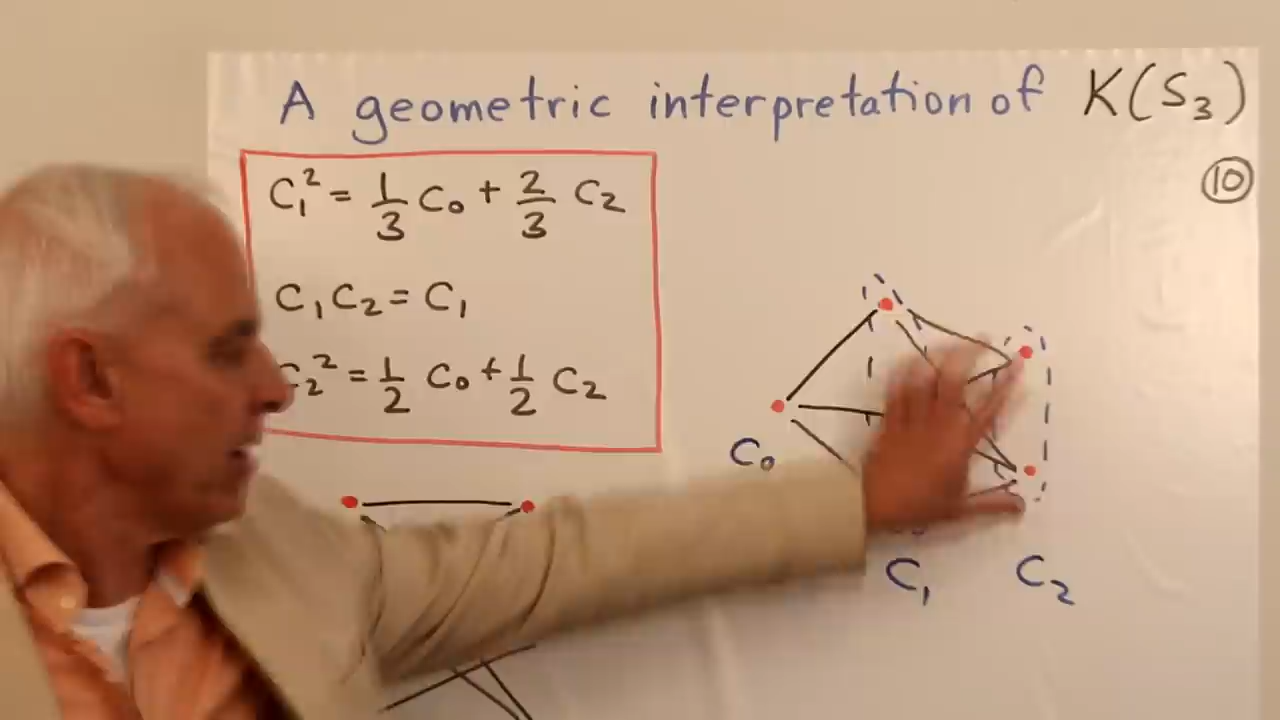 A geometric interpretation of K(S₃)
10
C₁² = 1/3 C₀ + 2/3 C₂
C₁C₂ = C₁
C₂² = 1/2 C₀ + 1/2 C₂
C₀
C₁
C₂